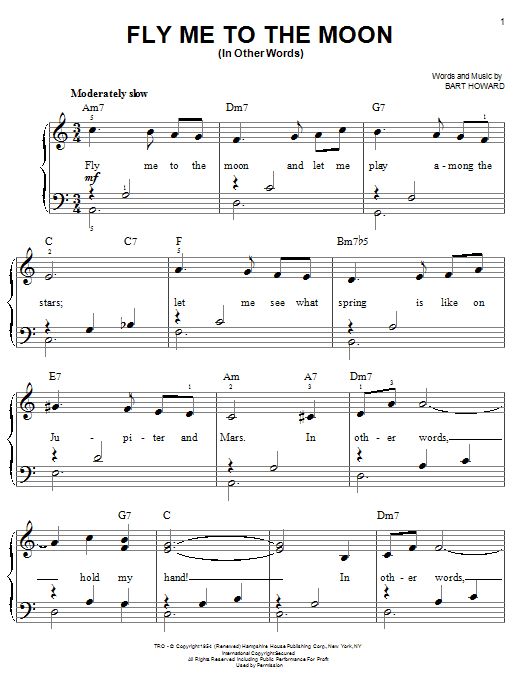 1
FLY ME TO THE MOON
(In Other Words)
Words and Music by
BART HOWARD
Moderately slow
Am7 Dm7 G7
Fly me to the moon and let me play a-mong the
mf
C C7 F Bm7b5
stars; let me see what spring is like on
E7 Am A7 Dm7
Ju - pi-ter and Mars. In oth-er words,
G7 C Dm7
hold my hand! In oth-er words,
TRO - © Copyright 1954 (Renewed) Hampshire House Publishing Corp., New York, NY
International Copyright Secured
All Rights Reserved Including Public Performance For Profit
Used by Permission